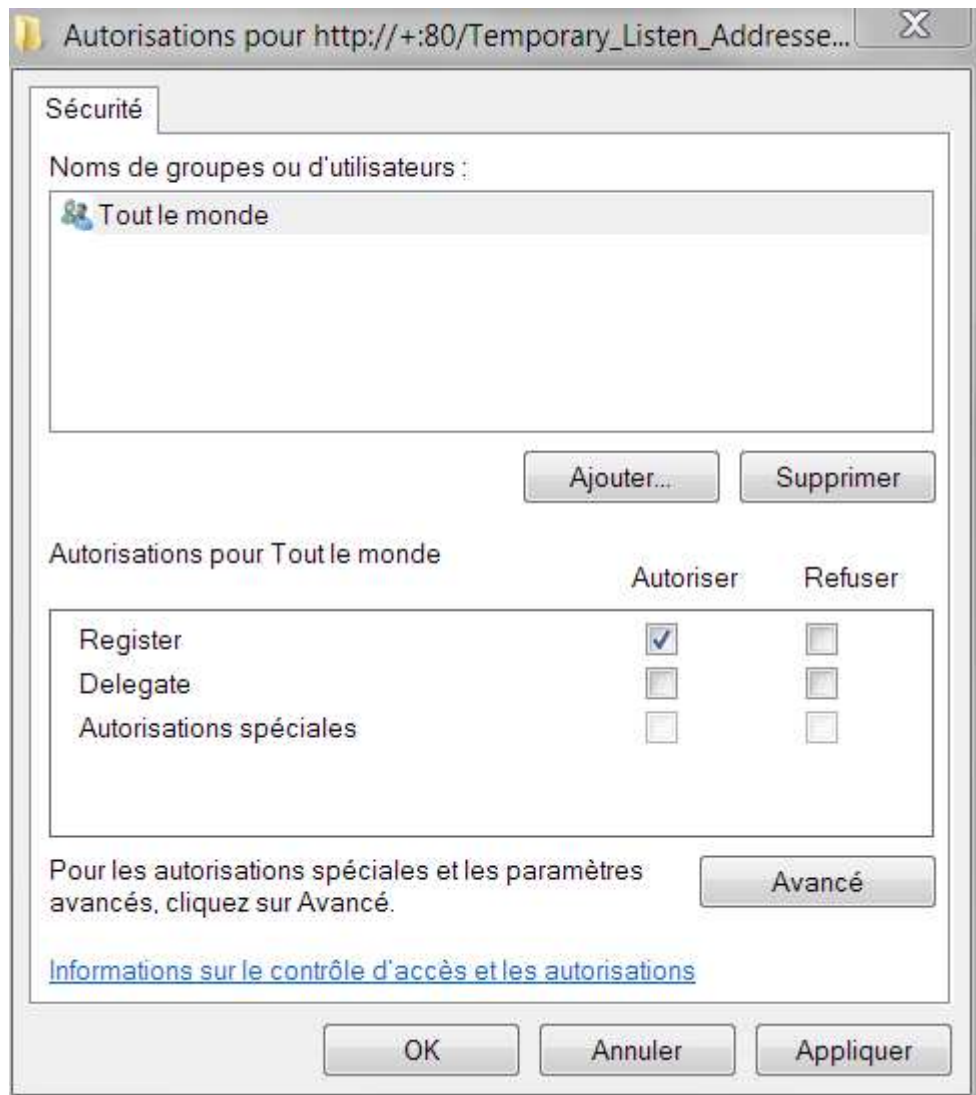 Autorisations pour http://+:80/Temporary_Listen_Addresse...
Sécurité
Noms de groupes ou d'utilisateurs :
Tout le monde
Ajouter... Supprimer
Autorisations pour Tout le monde
Autoriser Refuser
Register
Delegate
Autorisations spéciales
Pour les autorisations spéciales et les paramètres
avancés, cliquez sur Avancé.
Avancé
Informations sur le contrôle d'accès et les autorisations
OK Annuler Appliquer